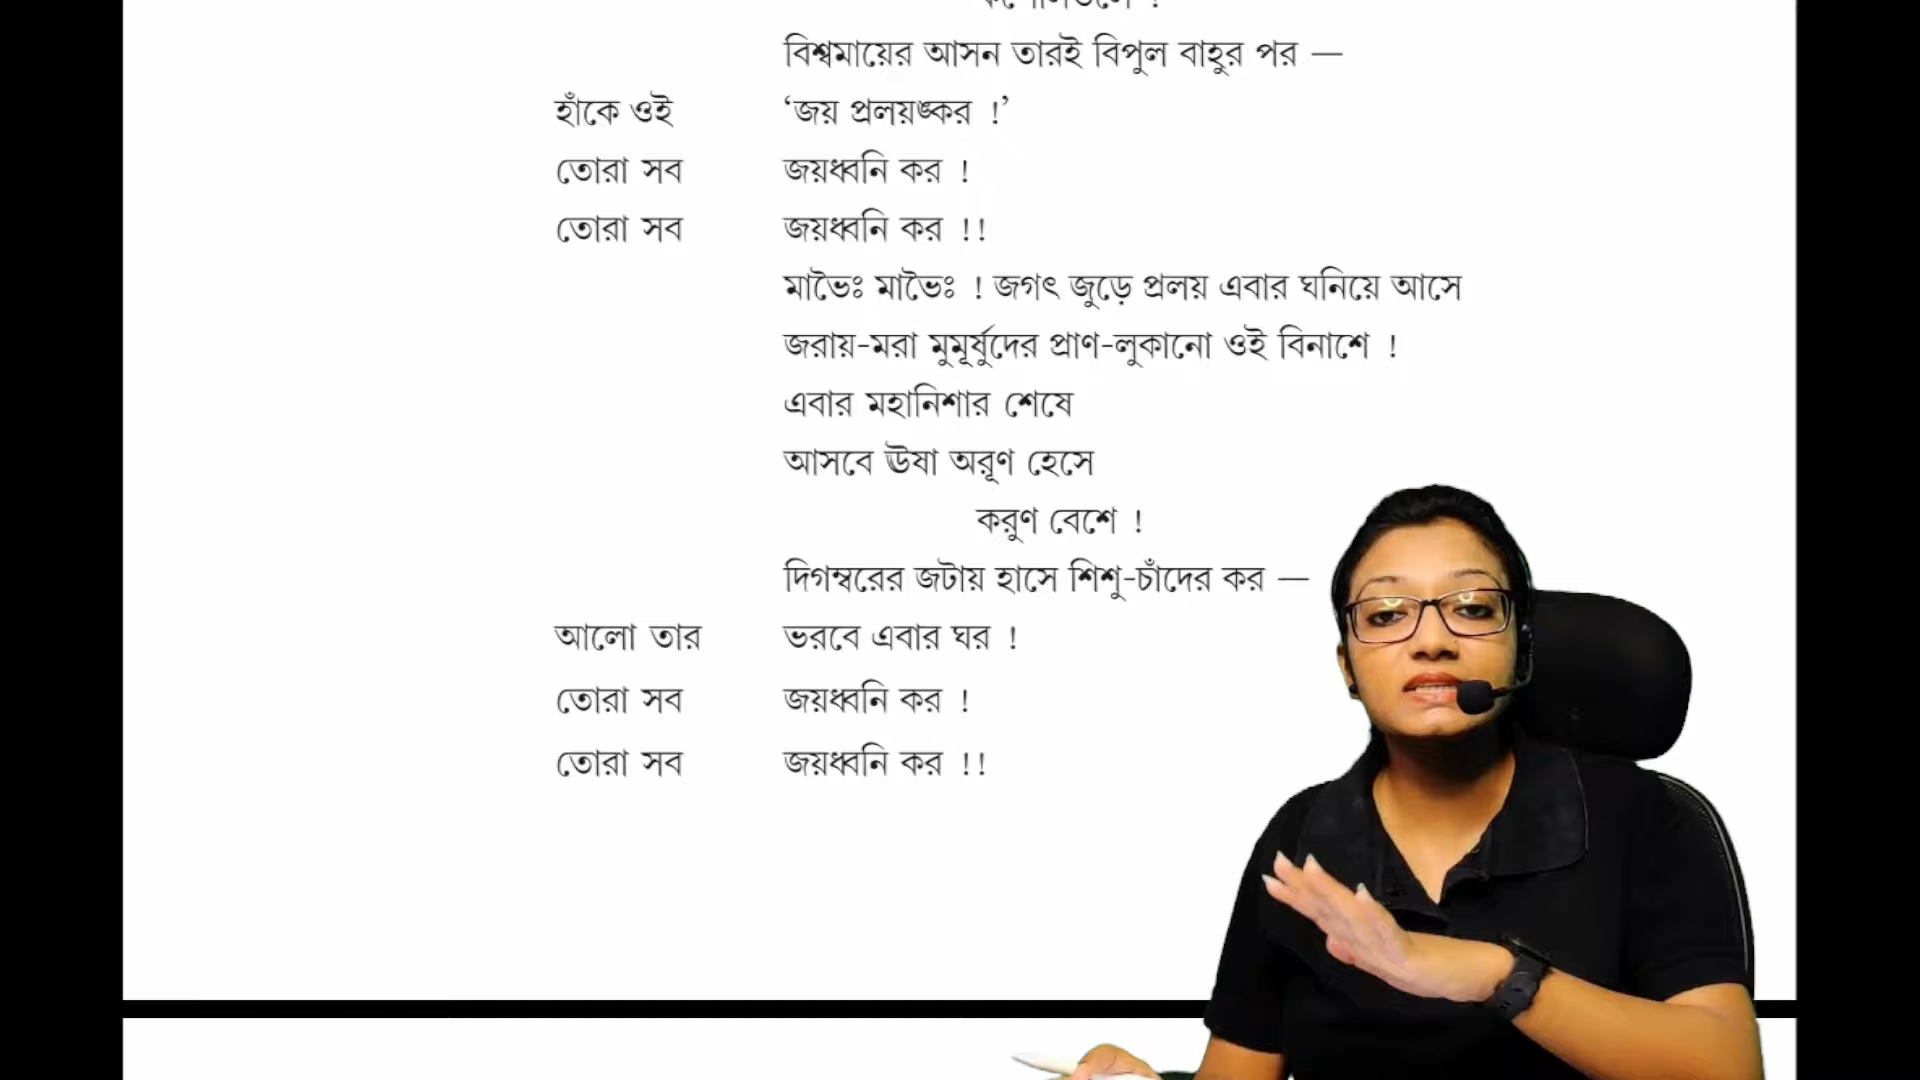 বিশ্বমায়ের আসন তারই বিপুল বাহুর পর —
হাঁকে ওই ‘জয় প্রলয়ঙ্কর !’
তোরা সব জয়ধ্বনি কর !
তোরা সব জয়ধ্বনি কর !!
মাভৈঃ মাভৈঃ ! জগৎ জুড়ে প্রলয় এবার ঘনিয়ে আসে
জরায়-মরা মুমূর্ষুদের প্রাণ-লুকানো ওই বিনাশে !
এবার মহানিশার শেষে
আসবে ঊষা অরূণ হেসে
করুণ বেশে !
দিগম্বরের জটায় হাসে শিশু-চাঁদের কর —
আলো তার ভরবে এবার ঘর !
তোরা সব জয়ধ্বনি কর !
তোরা সব জয়ধ্বনি কর !!